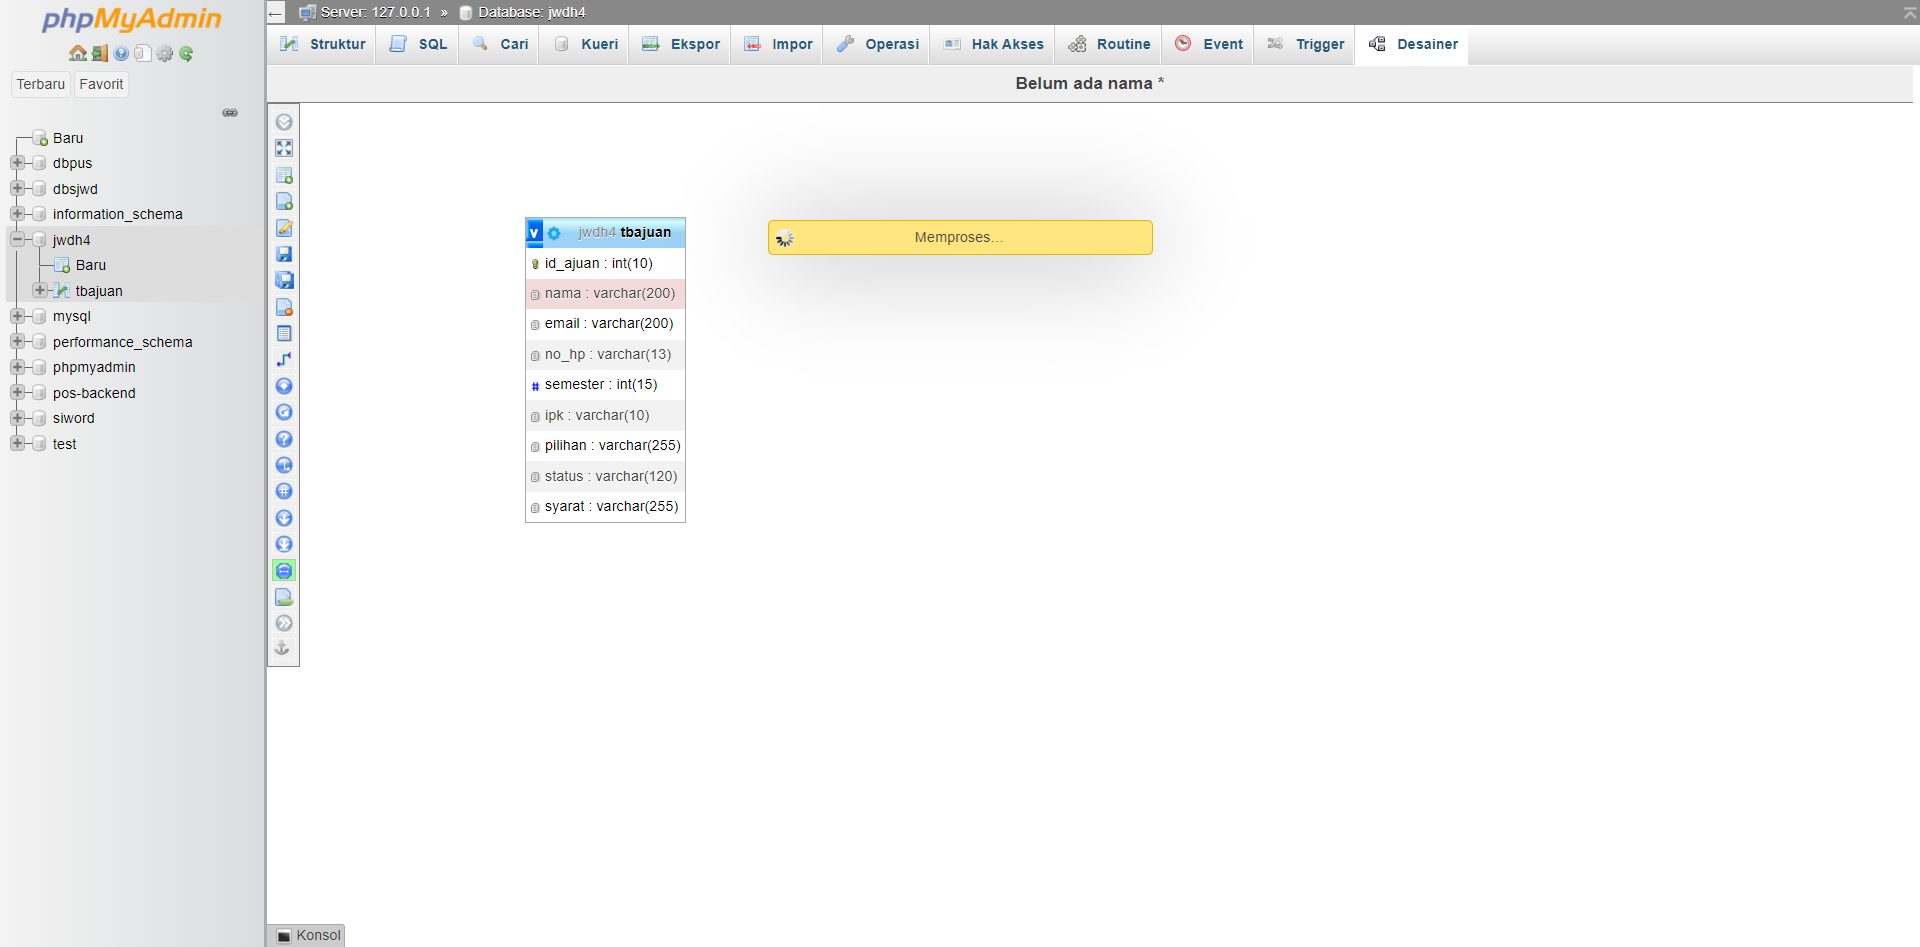 phpMyAdmin
Terbaru
Favorit
Baru
dbpus
dbsjwd
information_schema
jwdh4
Baru
tbajuan
mysql
performance_schema
phpmyadmin
pos-backend
siword
test
← Server: 127.0.0.1 » Database: jwdh4
Struktur SQL Cari Kueri Ekspor Impor Operasi Hak Akses Routine Event Trigger Desainer
Belum ada nama *
v jwdh4 tbajuan
id_ajuan : int(10)
nama : varchar(200)
email : varchar(200)
no_hp : varchar(13)
# semester : int(15)
ipk : varchar(10)
pilihan : varchar(255)
status : varchar(120)
syarat : varchar(255)
Memproses...
Konsol